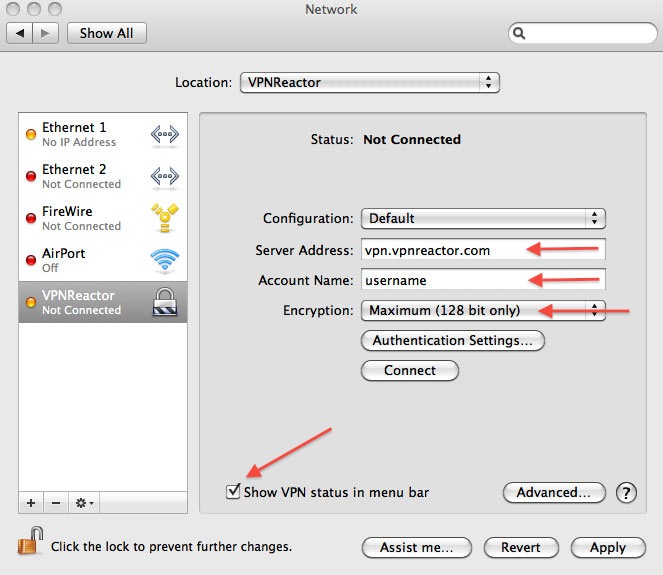 Network
Show All
Location: VPNReactor
Ethernet 1
No IP Address
Ethernet 2
Not Connected
FireWire
Not Connected
AirPort
Off
VPNReactor
Not Connected
Status: Not Connected
Configuration: Default
Server Address: vpn.vpnreactor.com
Account Name: username
Encryption: Maximum (128 bit only)
Authentication Settings...
Connect
Show VPN status in menu bar
Advanced... ?
Click the lock to prevent further changes.
Assist me... Revert Apply